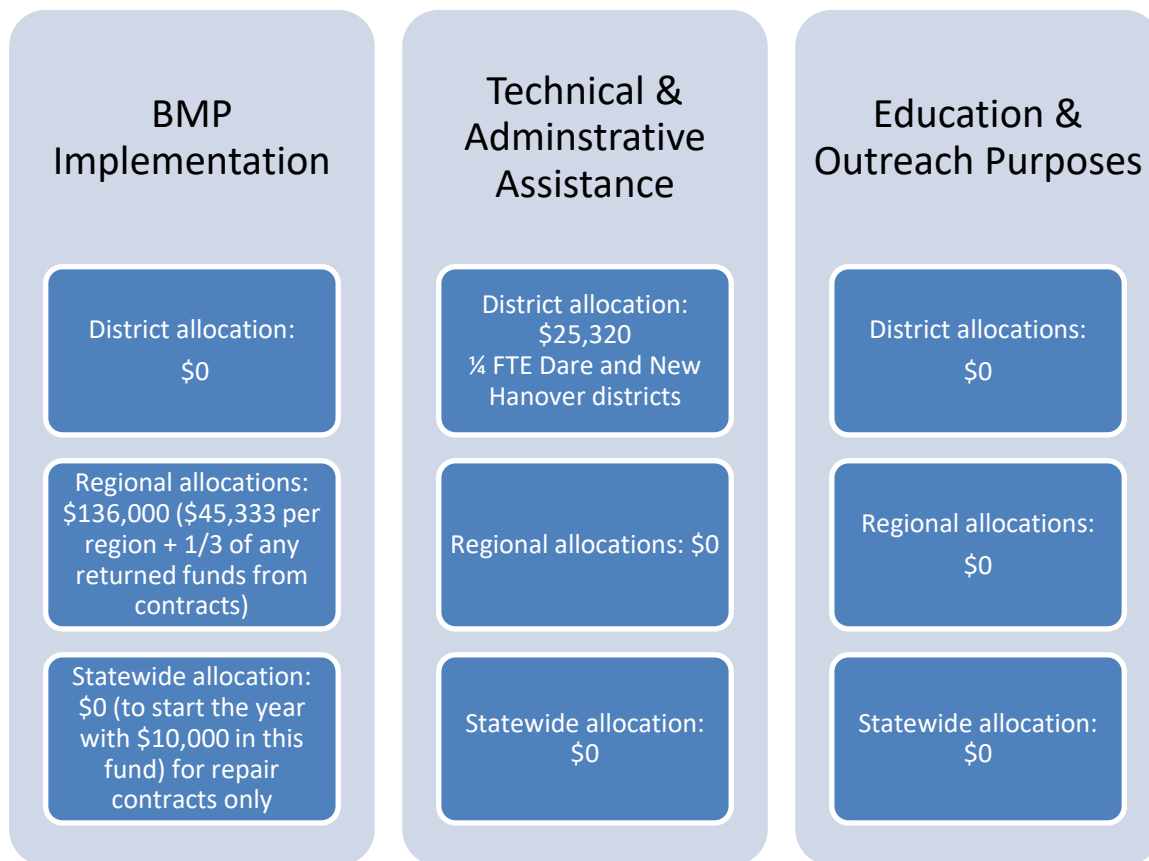 BMP
Implementation
District allocation:
$0
Regional allocations:
$136,000 ($45,333 per
region + 1/3 of any
returned funds from
contracts)
Statewide allocation:
$0 (to start the year
with $10,000 in this
fund) for repair
contracts only
Technical &
Adminstrative
Assistance
District allocation:
$25,320
¼ FTE Dare and New
Hanover districts
Regional allocations: $0
Statewide allocation:
$0
Education &
Outreach Purposes
District allocations:
$0
Regional allocations:
$0
Statewide allocation:
$0